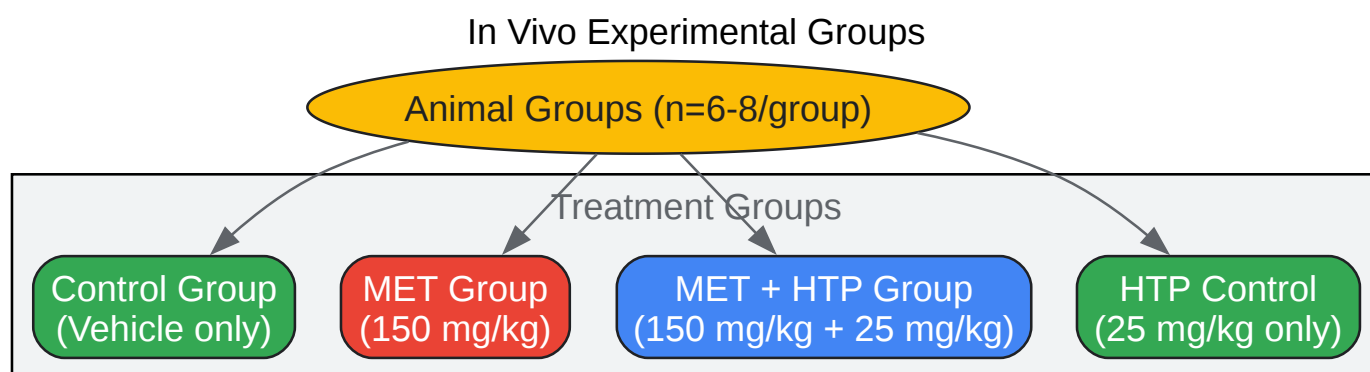 In Vivo Experimental Groups
Animal Groups (n=6-8/group)
Treatment Groups
Control Group
(Vehicle only)
MET Group
(150 mg/kg)
MET + HTP Group
(150 mg/kg + 25 mg/kg)
HTP Control
(25 mg/kg only)